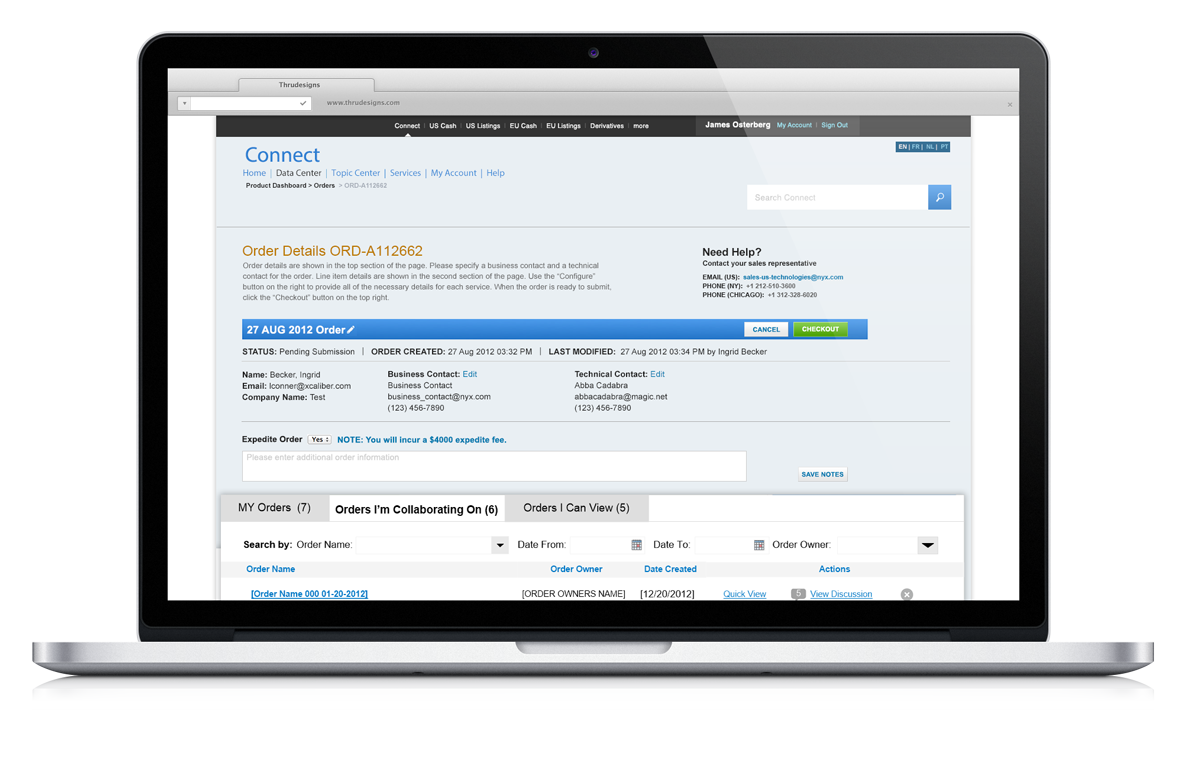 Thrudesigns
www.thrudesigns.com
Connect | US Cash | US Listings | EU Cash | EU Listings | Derivatives | more
James Osterberg My Account | Sign Out
EN | FR | NL | PT
Connect
Home | Data Center | Topic Center | Services | My Account | Help
Product Dashboard > Orders > ORD-A112662
Search Connect
Order Details ORD-A112662
Order details are shown in the top section of the page. Please specify a business contact and a technical
contact for the order. Line item details are shown in the second section of the page. Use the “Configure”
button on the right to provide all of the necessary details for each service. When the order is ready to submit,
click the “Checkout” button on the top right.
Need Help?
Contact your sales representative
EMAIL (US): sales-us-technologies@nyx.com
PHONE (NY): +1 212-510-3600
PHONE (CHICAGO): +1 312-328-6020
27 AUG 2012 Order
CANCEL
CHECKOUT
STATUS: Pending Submission | ORDER CREATED: 27 Aug 2012 03:32 PM | LAST MODIFIED: 27 Aug 2012 03:34 PM by Ingrid Becker
Name: Becker, Ingrid
Email: lconner@xcaliber.com
Company Name: Test
Business Contact: Edit
Business Contact
business_contact@nyx.com
(123) 456-7890
Technical Contact: Edit
Abba Cadabra
abbacadabra@magic.net
(123) 456-7890
Expedite Order Yes NOTE: You will incur a $4000 expedite fee.
Please enter additional order information
SAVE NOTES
MY Orders (7) Orders I'm Collaborating On (6) Orders I Can View (5)
Search by: Order Name: Date From: Date To: Order Owner:
Order Name Order Owner Date Created Actions
[Order Name 000 01-20-2012] [ORDER OWNERS NAME] [12/20/2012] Quick View 5 View Discussion